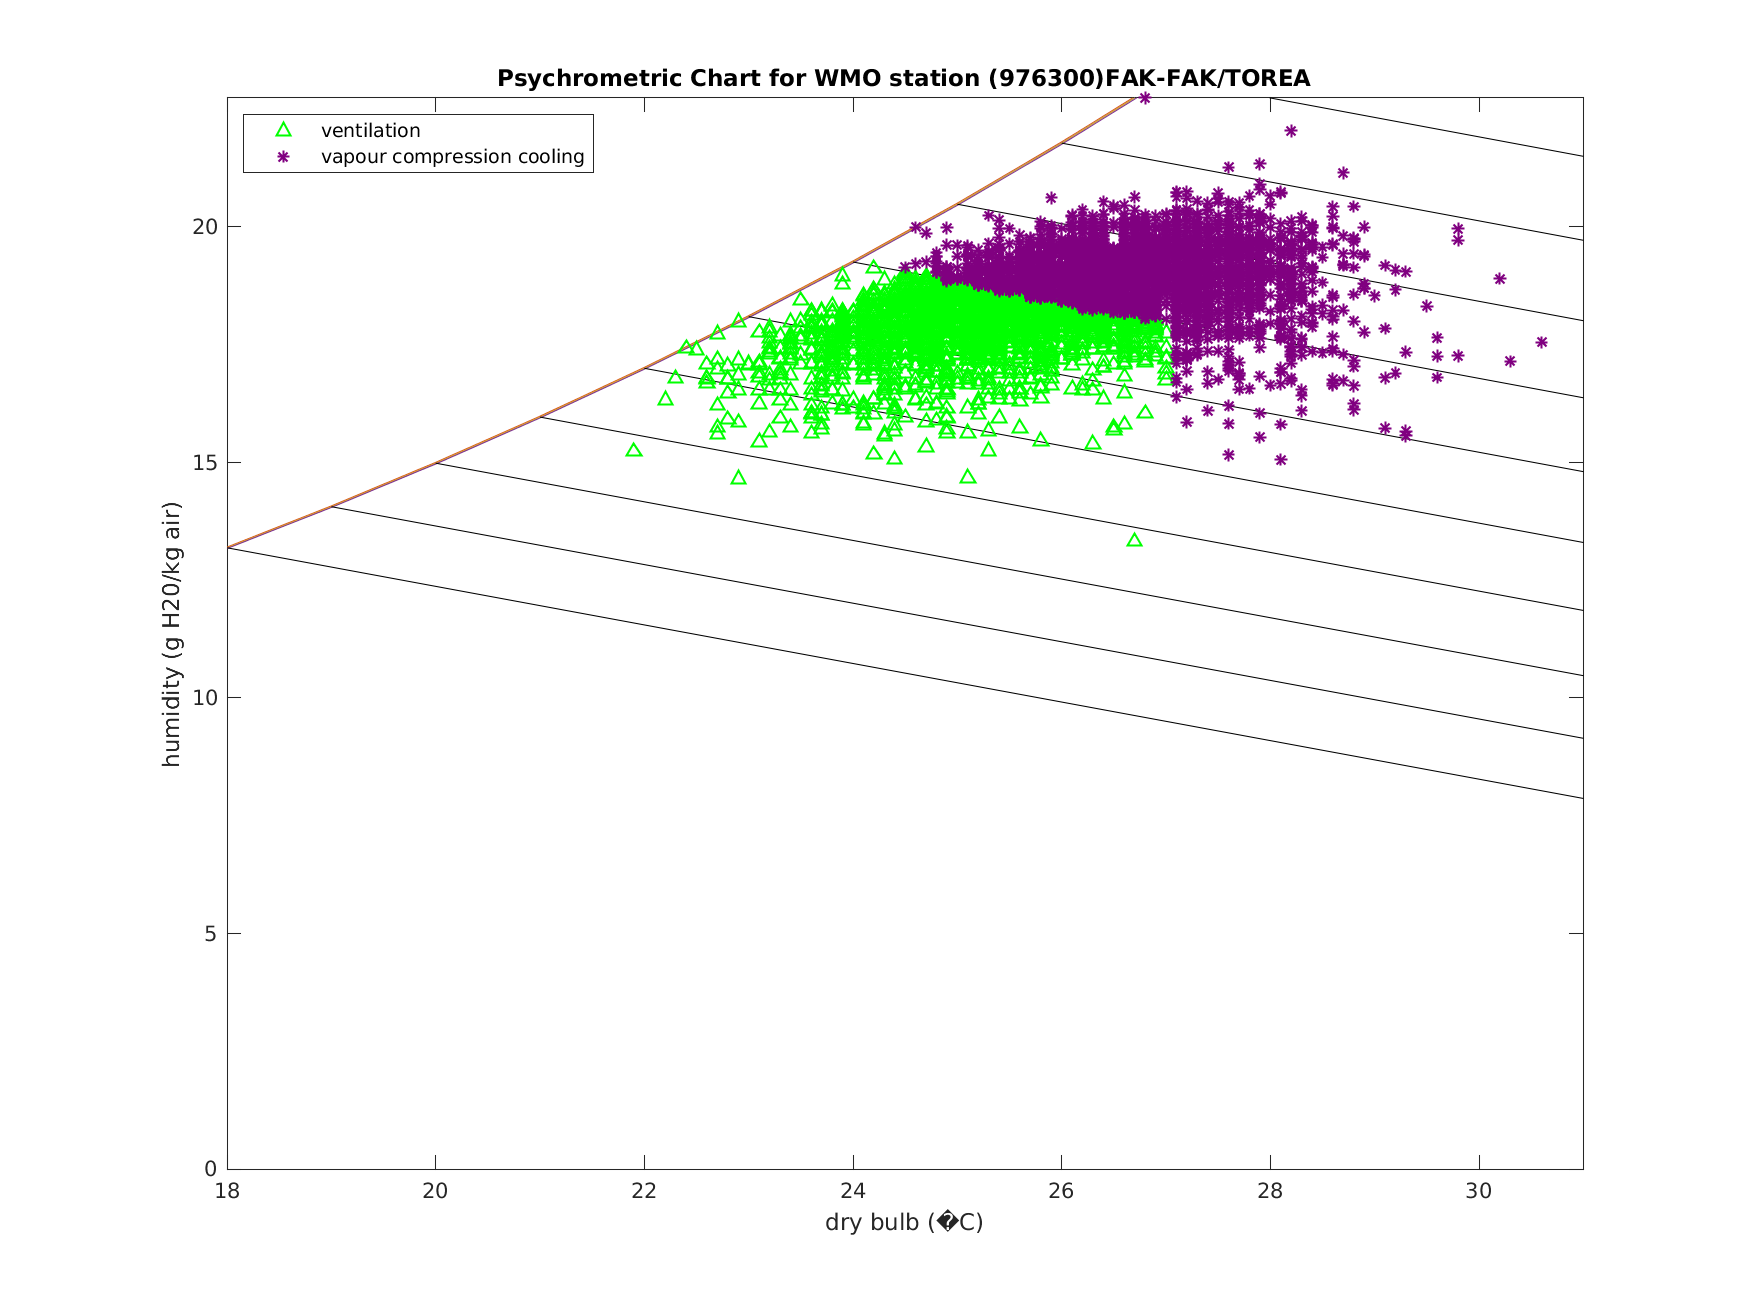 Psychrometric Chart for WMO station (976300)FAK-FAK/TOREA
ventilation
vapour compression cooling
20
15
10
5
0
humidity (g H20/kg air)
18 20 22 24 26 28 30
dry bulb (�C)